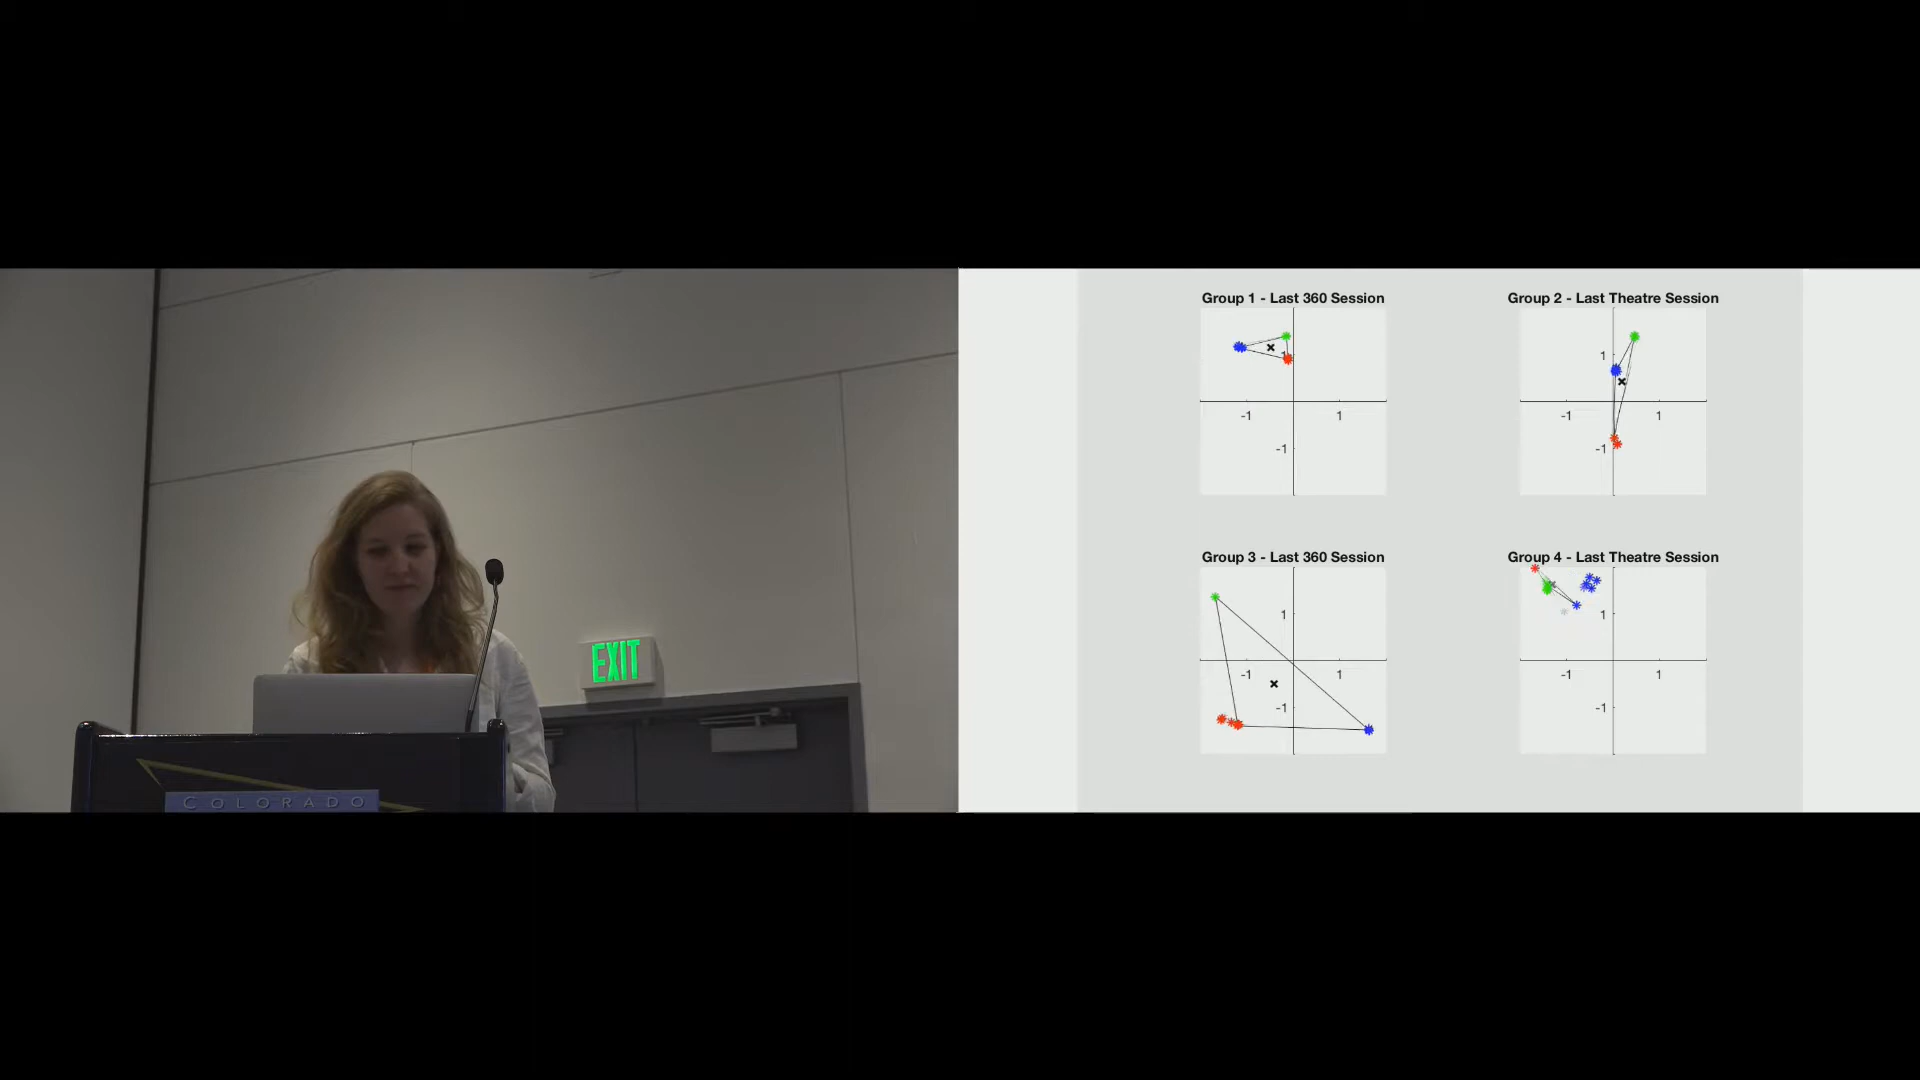 EXIT
COLORADO
Group 1 - Last 360 Session
1
-1 1
-1
Group 2 - Last Theatre Session
1
-1 1
-1
Group 3 - Last 360 Session
1
-1 1
-1
Group 4 - Last Theatre Session
1
-1 1
-1